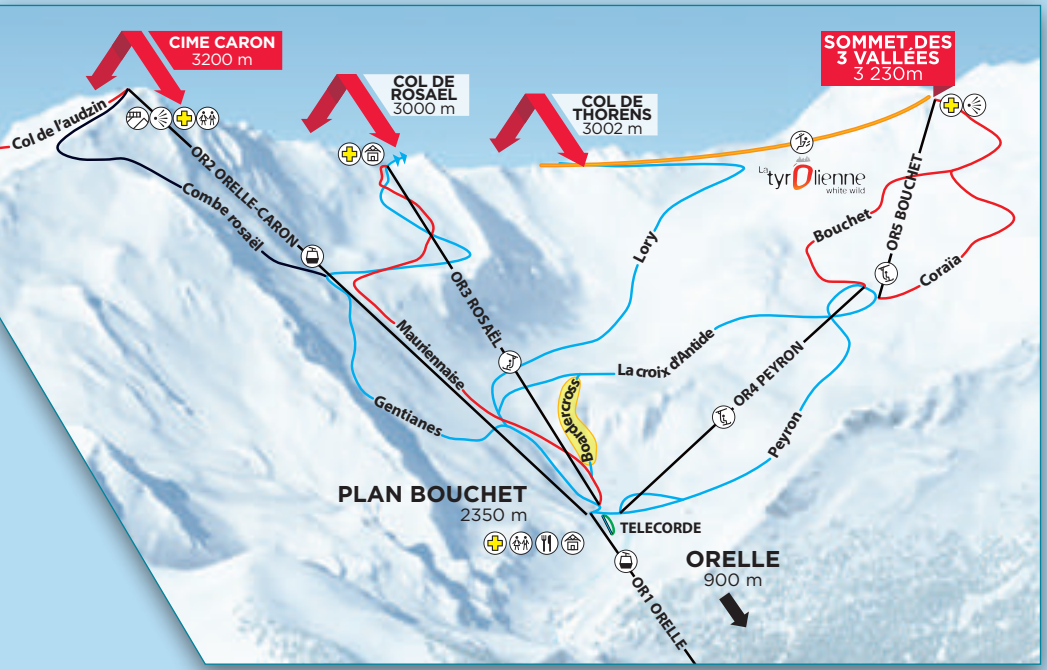 CIME CARON
3200 m
COL DE
ROSAEL
3000 m
COL DE
THORENS
3002 m
SOMMET DES
3 VALLÉES
3 230m
Col de l'audzin
OR2 ORELLE-CARON
Combe rosaël
La
tyrOlienne
white wild
Bouchet
OR5 BOUCHET
Coraïa
Lory
OR3 ROSAËL
Mauriennaise
La croix d'Antide
OR4 PEYRON
Gentianes
Boardercross
Peyron
PLAN BOUCHET
2350 m
TELECORDE
ORELLE
900 m
OR1 ORELLE